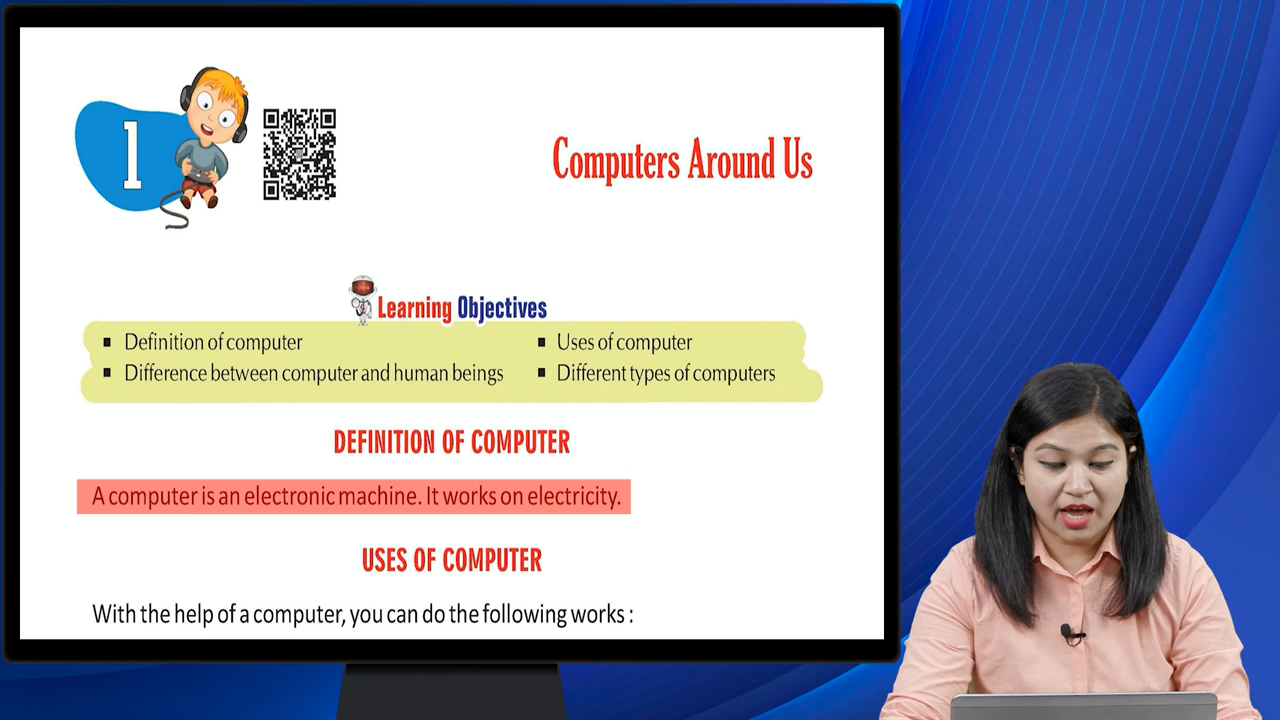 1
Computers Around Us
Learning Objectives
▪ Definition of computer
▪ Uses of computer
▪ Difference between computer and human beings
▪ Different types of computers
DEFINITION OF COMPUTER
A computer is an electronic machine. It works on electricity.
USES OF COMPUTER
With the help of a computer, you can do the following works :